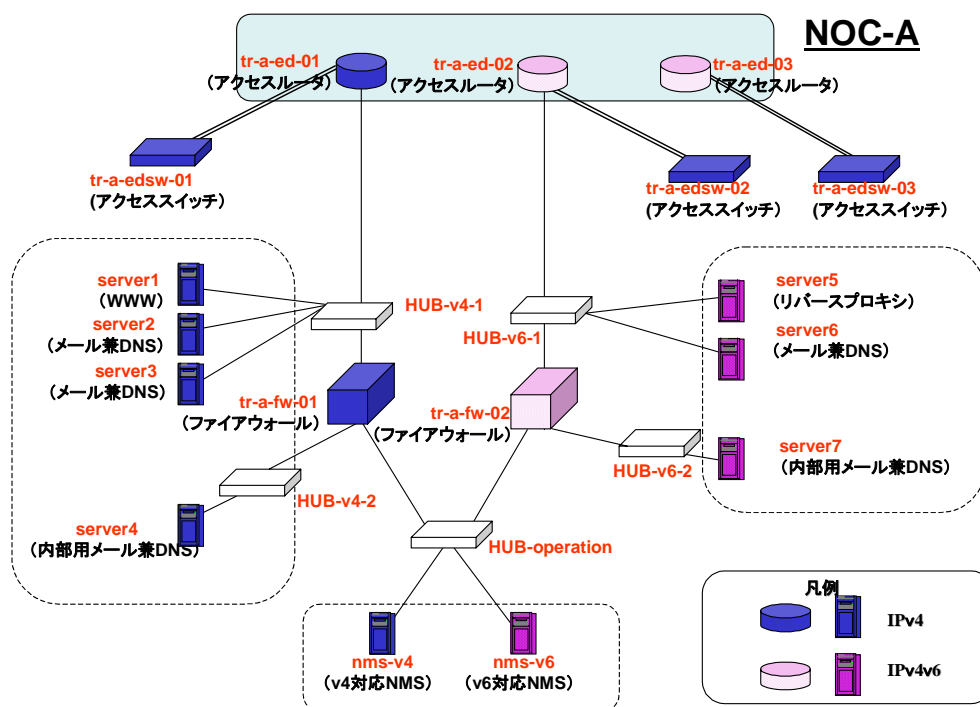 NOC-A
tr-a-ed-01
(アクセスルータ)
tr-a-ed-02
(アクセスルータ)
tr-a-ed-03
(アクセスルータ)
tr-a-edsw-01
(アクセススイッチ)
tr-a-edsw-02
(アクセススイッチ)
tr-a-edsw-03
(アクセススイッチ)
server1
(WWW)
server2
(メール兼DNS)
server3
(メール兼DNS)
HUB-v4-1
HUB-v6-1
server5
(リバースプロキシ)
server6
(メール兼DNS)
tr-a-fw-01
(ファイアウォール)
tr-a-fw-02
(ファイアウォール)
server7
(内部用メール兼DNS)
HUB-v6-2
HUB-v4-2
server4
(内部用メール兼DNS)
HUB-operation
nms-v4
(v4対応NMS)
nms-v6
(v6対応NMS)
凡例
IPv4
IPv4v6